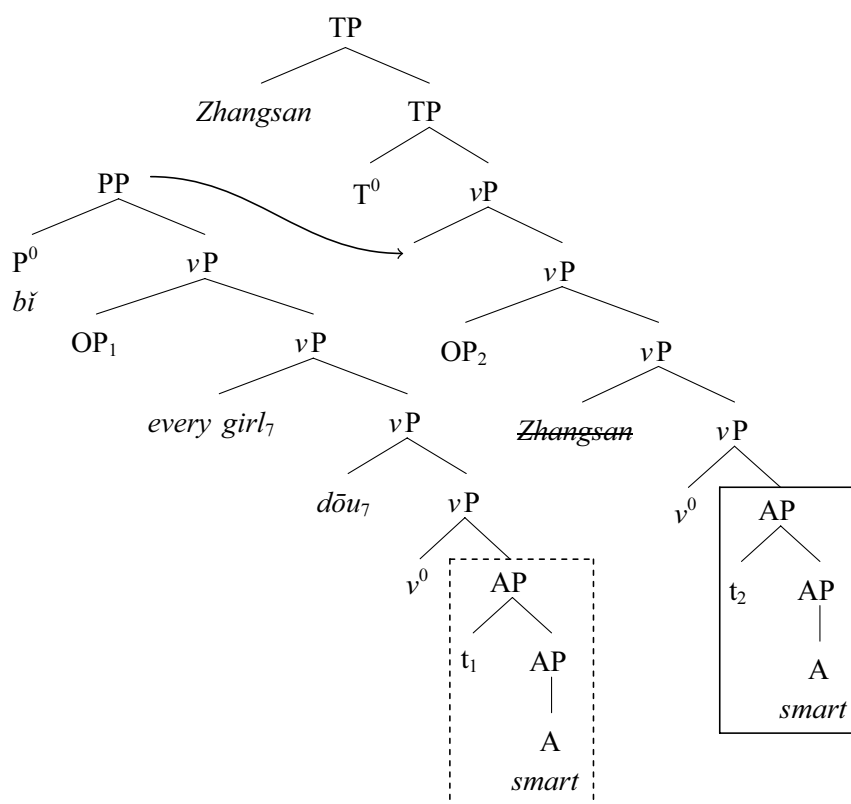 TP
Zhangsan TP
PP T⁰ vP
P⁰ vP vP
bǐ
OP₁ vP OP₂ vP
every girl₇ vP Zhangsan vP
dōu₇ vP v⁰ AP
v⁰ AP t₂ AP
t₁ AP A
smart
A
smart